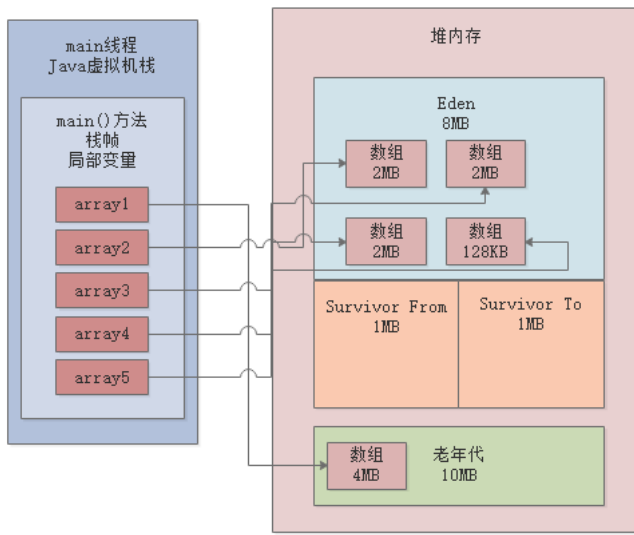 main线程
Java虚拟机栈
main()方法
栈帧
局部变量
array1
array2
array3
array4
array5
堆内存
Eden
8MB
数组
2MB
数组
2MB
数组
2MB
数组
128KB
Survivor From
1MB
Survivor To
1MB
数组
4MB
老年代
10MB